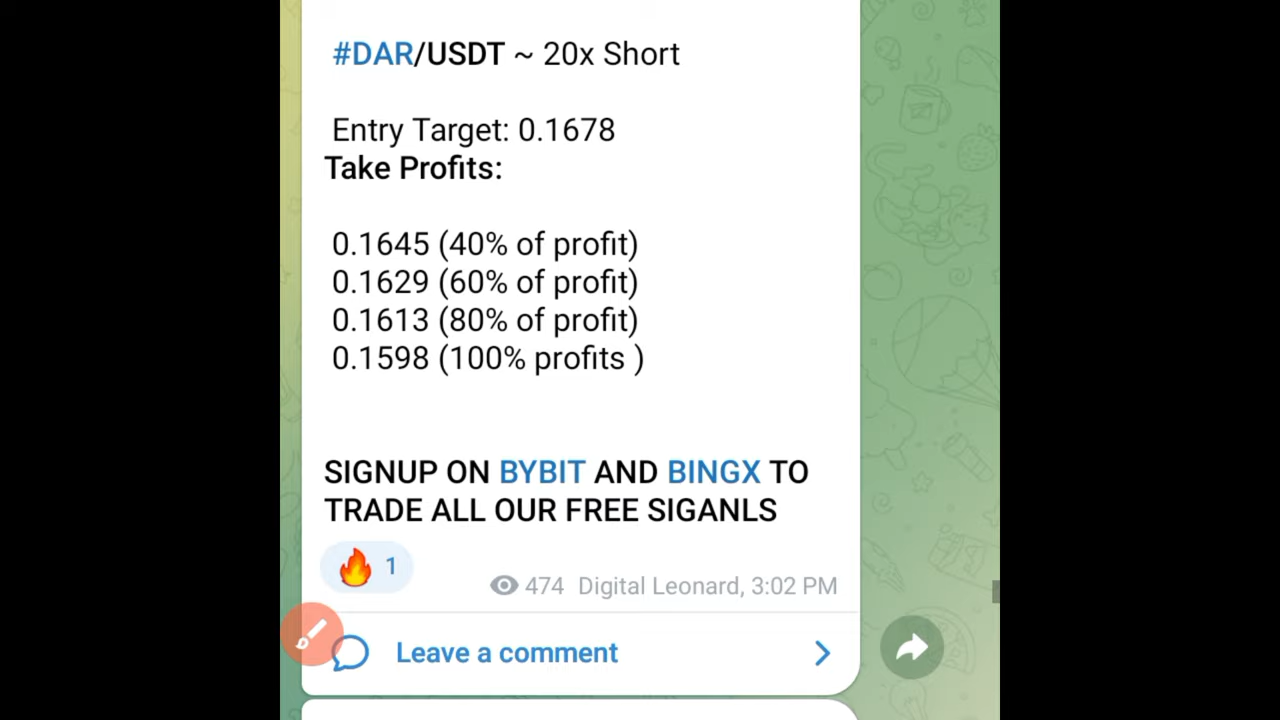 #DAR/USDT ~ 20x Short
Entry Target: 0.1678
Take Profits:
0.1645 (40% of profit)
0.1629 (60% of profit)
0.1613 (80% of profit)
0.1598 (100% profits )
SIGNUP ON BYBIT AND BINGX TO
TRADE ALL OUR FREE SIGANLS
1
474 Digital Leonard, 3:02 PM
Leave a comment